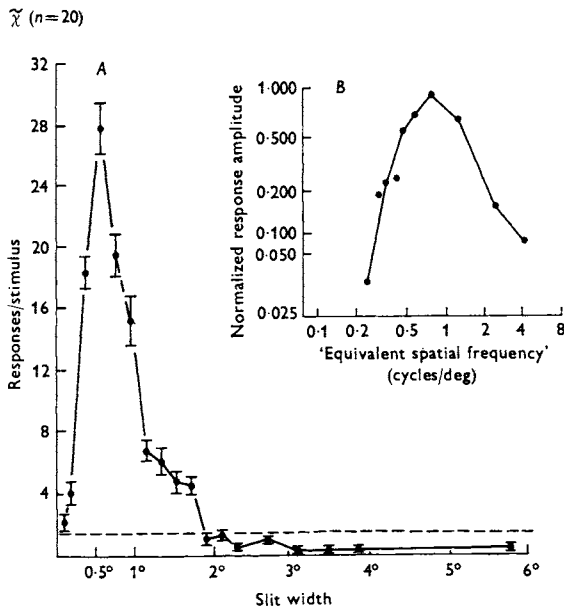 χ̃ (n=20)
A
32
28
24
20
16
12
8
4
Responses/stimulus
0·5° 1° 2° 3° 4° 5° 6°
Slit width
B
1·000
0·500
0·200
0·100
0·050
0·025
Normalized response amplitude
0·1 0·2 0·5 1 2 4 8
'Equivalent spatial frequency'
(cycles/deg)